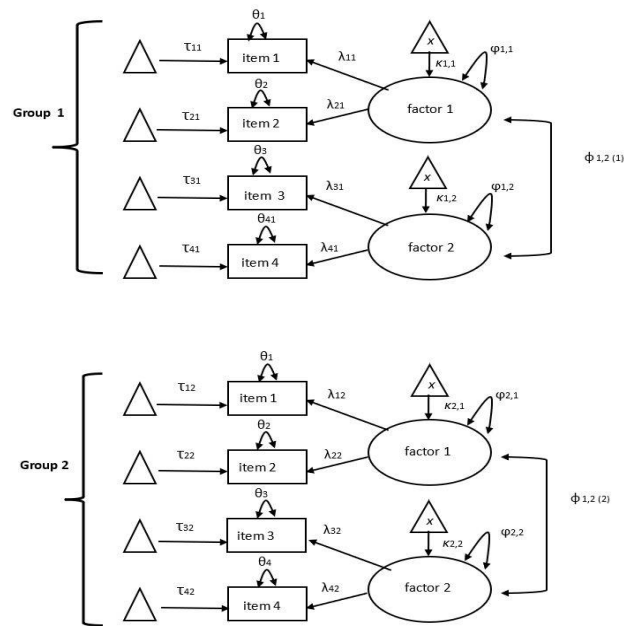 θ1
τ11 item 1 λ11 x κ1,1 φ1,1
θ2
τ21 item 2 λ21 factor 1
Group 1
θ3 ϕ1,2 (1)
τ31 item 3 λ31 x κ1,2 φ1,2
θ41
τ41 item 4 λ41 factor 2
θ1
τ12 item 1 λ12 x κ2,1 φ2,1
θ2
τ22 item 2 λ22 factor 1
Group 2
θ3 ϕ1,2 (2)
τ32 item 3 λ32 x κ2,2 φ2,2
θ4
τ42 item 4 λ42 factor 2